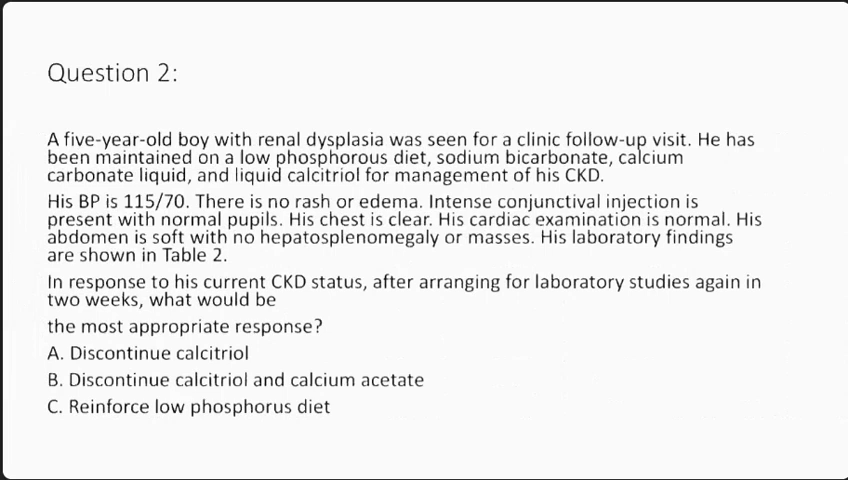 Question 2:
A five-year-old boy with renal dysplasia was seen for a clinic follow-up visit. He has
been maintained on a low phosphorous diet, sodium bicarbonate, calcium
carbonate liquid, and liquid calcitriol for management of his CKD.
His BP is 115/70. There is no rash or edema. Intense conjunctival injection is
present with normal pupils. His chest is clear. His cardiac examination is normal. His
abdomen is soft with no hepatosplenomegaly or masses. His laboratory findings
are shown in Table 2.
In response to his current CKD status, after arranging for laboratory studies again in
two weeks, what would be
the most appropriate response?
A. Discontinue calcitriol
B. Discontinue calcitriol and calcium acetate
C. Reinforce low phosphorus diet